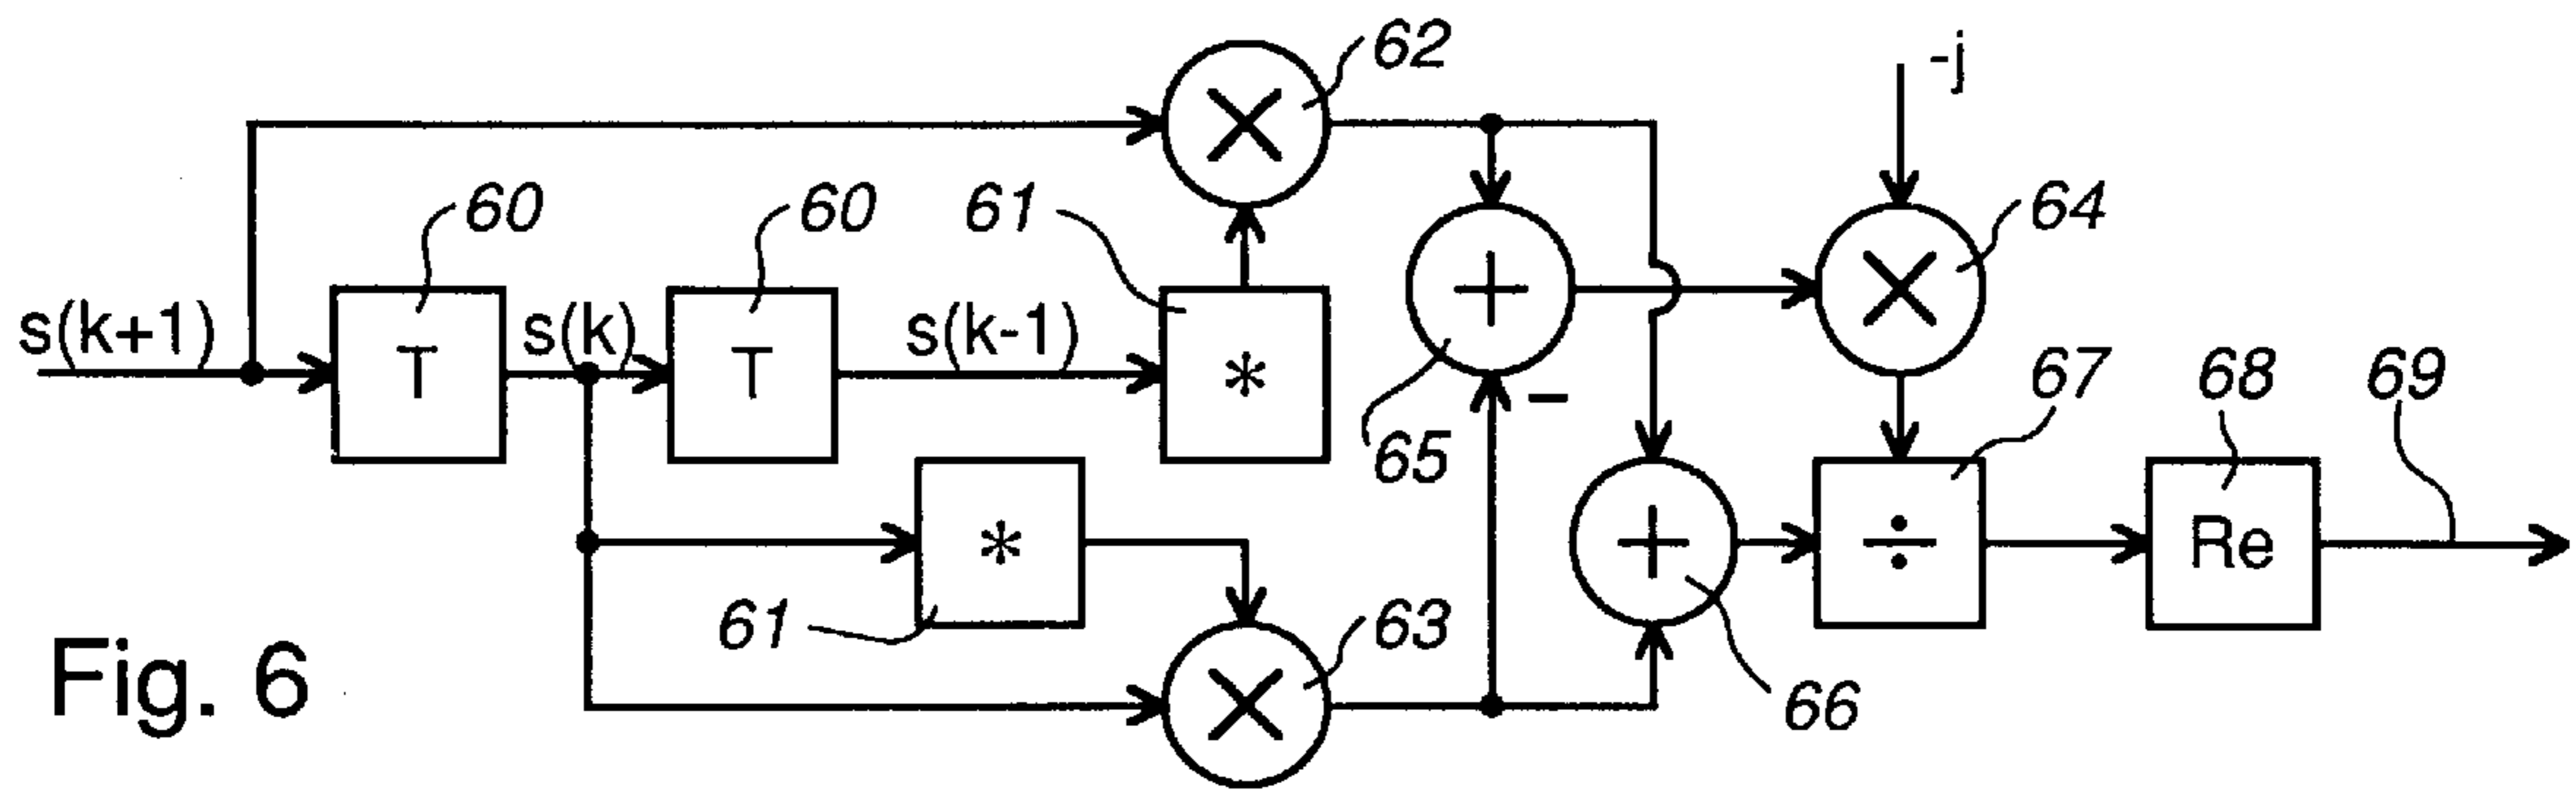 62
-j
60
60
61
64
s(k+1)
T
s(k)
T
s(k-1)
*
+
×
−
65
67
68
69
*
+
÷
Re
61
63
×
66
Fig. 6